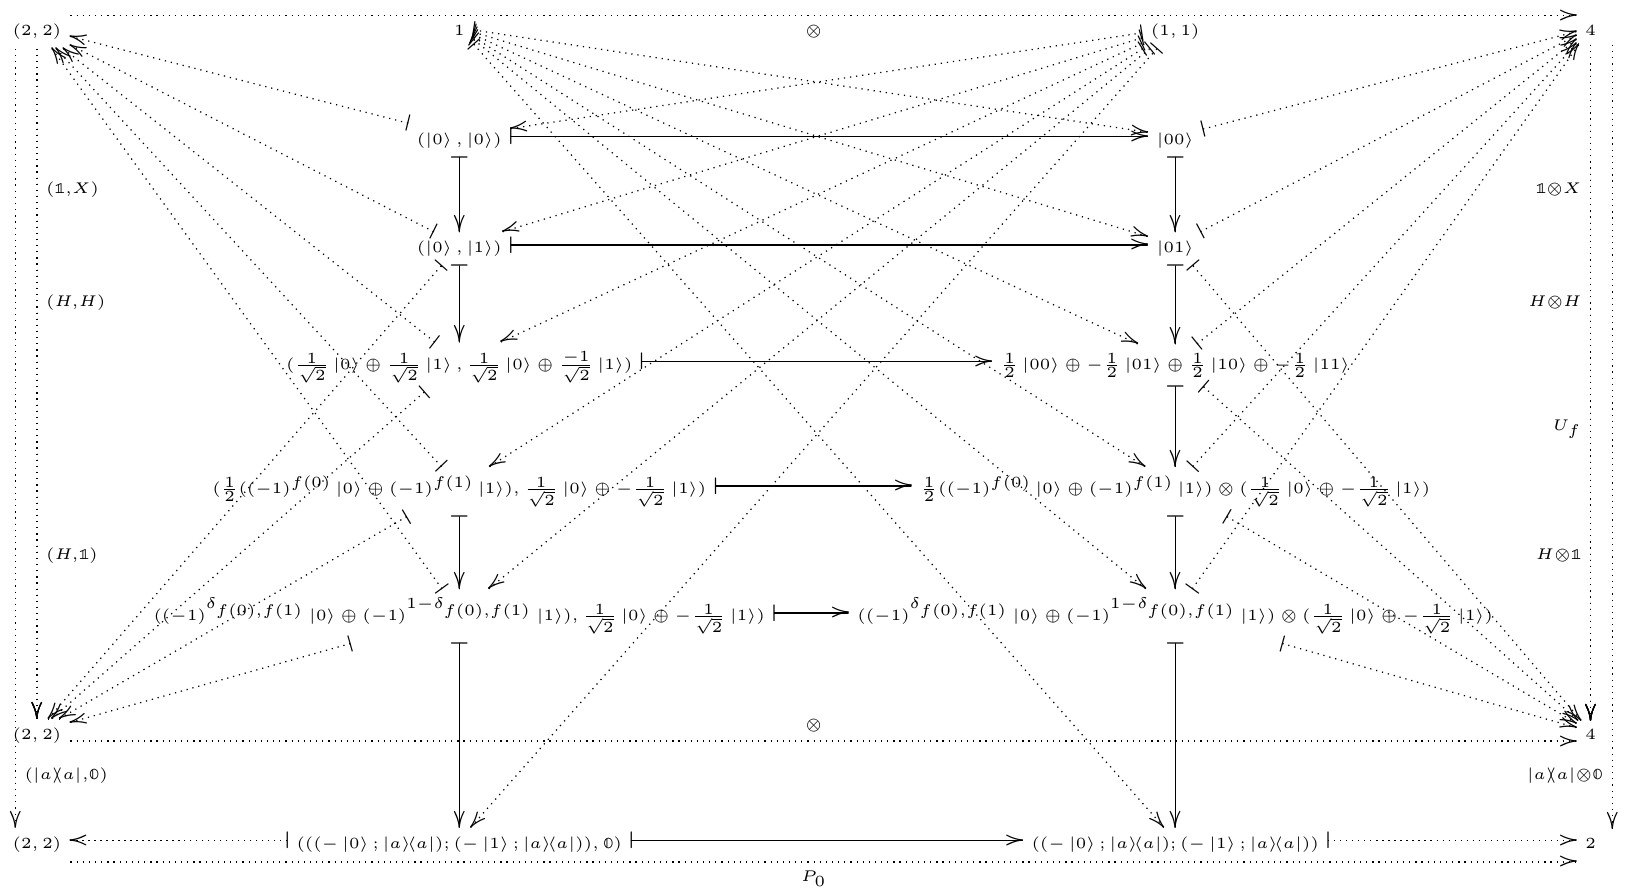 (2, 2) 1 ⊗ (1, 1) 4
(|0⟩ , |0⟩) |00⟩
(𝟙,X) 𝟙⊗X
(|0⟩ , |1⟩) |01⟩
(H,H) H⊗H
(1/√2 |0⟩ ⊕ 1/√2 |1⟩ , 1/√2 |0⟩ ⊕ −1/√2 |1⟩) 1/2 |00⟩ ⊕ −1/2 |01⟩ ⊕ 1/2 |10⟩ ⊕ −1/2 |11⟩
U_f
(1/2((−1)^{f(0)} |0⟩ ⊕ (−1)^{f(1)} |1⟩), 1/√2 |0⟩ ⊕ −1/√2 |1⟩) 1/2((−1)^{f(0)} |0⟩ ⊕ (−1)^{f(1)} |1⟩) ⊗ (1/√2 |0⟩ ⊕ −1/√2 |1⟩)
(H,𝟙) H⊗𝟙
((−1)^{δ_{f(0),f(1)}} |0⟩ ⊕ (−1)^{1−δ_{f(0),f(1)}} |1⟩), 1/√2 |0⟩ ⊕ −1/√2 |1⟩) ((−1)^{δ_{f(0),f(1)}} |0⟩ ⊕ (−1)^{1−δ_{f(0),f(1)}} |1⟩) ⊗ (1/√2 |0⟩ ⊕ −1/√2 |1⟩)
(2, 2) ⊗ 4
(|a⟩⟨a|,𝟘) |a⟩⟨a|⊗𝟘
(2, 2) (((− |0⟩ ; |a⟩⟨a|); (− |1⟩ ; |a⟩⟨a|)), 𝟘) ((− |0⟩ ; |a⟩⟨a|); (− |1⟩ ; |a⟩⟨a|)) 2
P_0